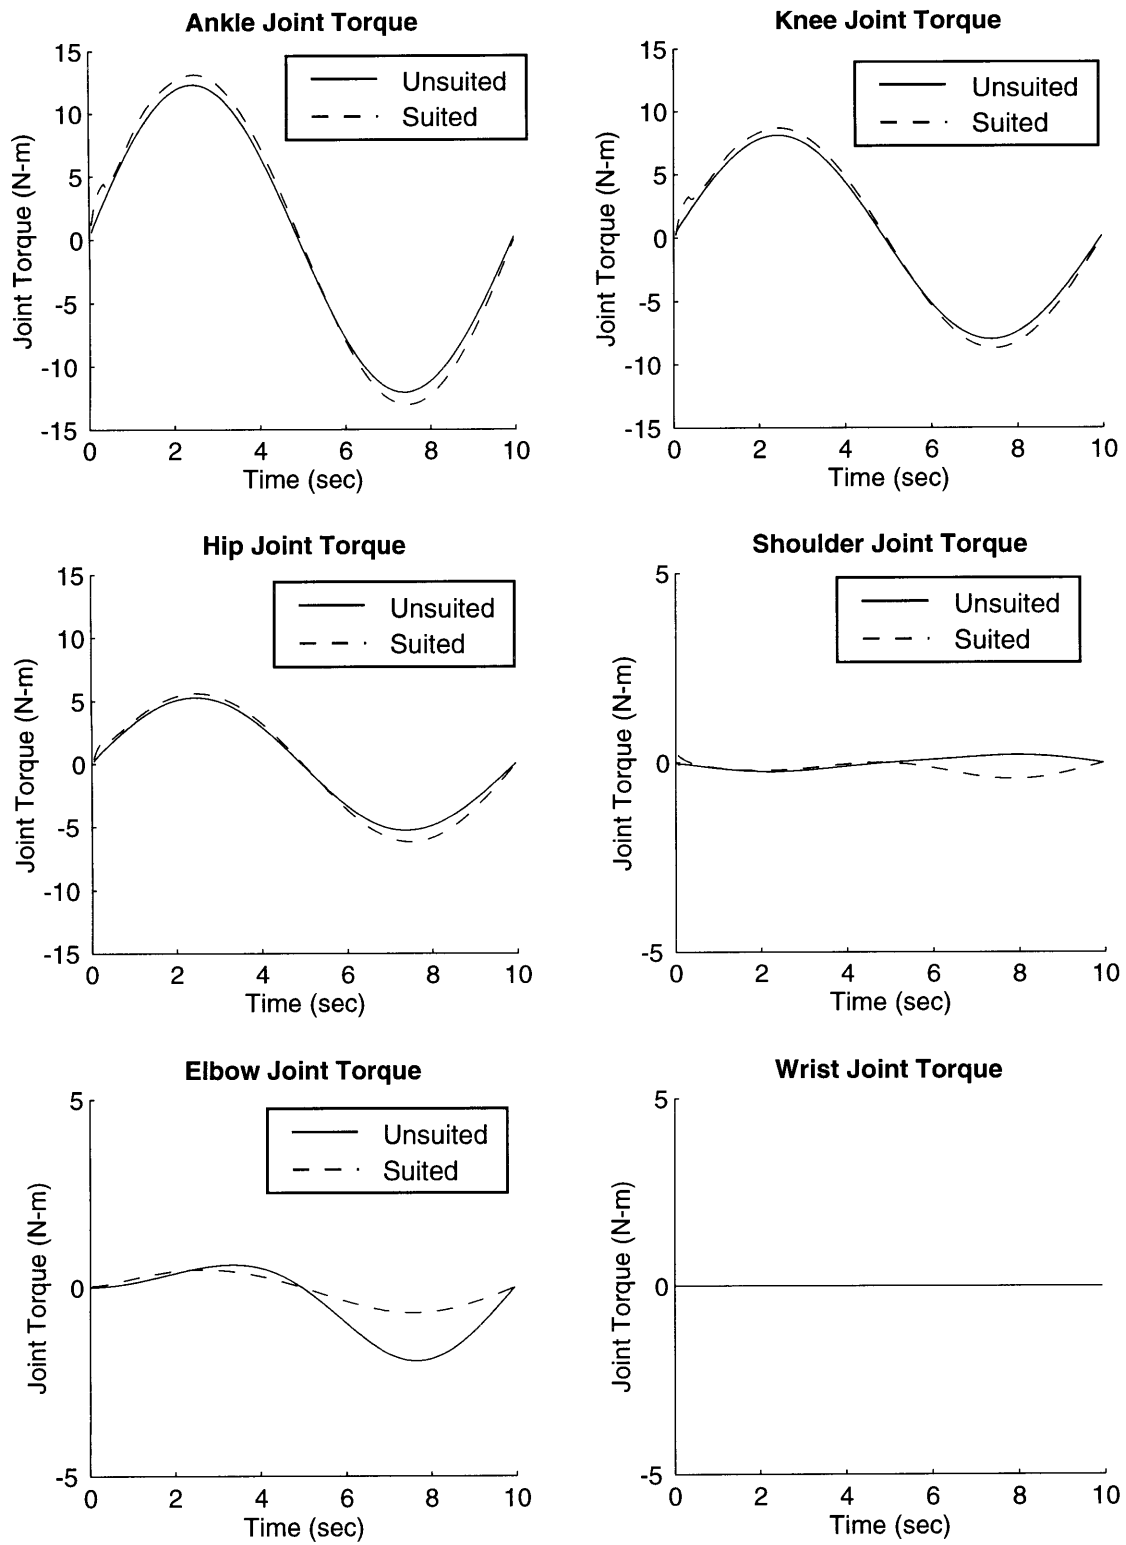 Ankle Joint Torque
15
10
5
0
-5
-10
-15
Joint Torque (N-m)
Unsuited
Suited
0 2 4 6 8 10
Time (sec)
Knee Joint Torque
15
10
5
0
-5
-10
-15
Joint Torque (N-m)
Unsuited
Suited
0 2 4 6 8 10
Time (sec)
Hip Joint Torque
15
10
5
0
-5
-10
-15
Joint Torque (N-m)
Unsuited
Suited
0 2 4 6 8 10
Time (sec)
Shoulder Joint Torque
5
0
-5
Joint Torque (N-m)
Unsuited
Suited
0 2 4 6 8 10
Time (sec)
Elbow Joint Torque
5
0
-5
Joint Torque (N-m)
Unsuited
Suited
0 2 4 6 8 10
Time (sec)
Wrist Joint Torque
5
0
-5
Joint Torque (N-m)
0 2 4 6 8 10
Time (sec)